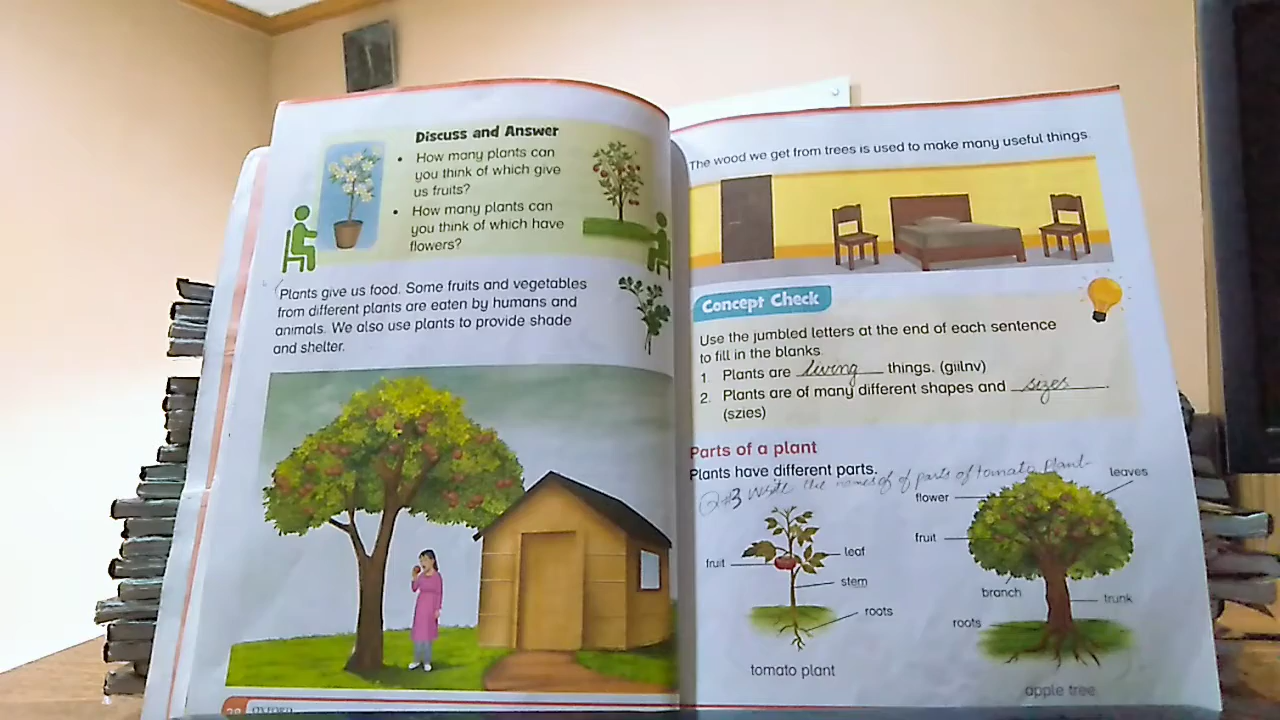 Discuss and Answer
• How many plants can
you think of which give
us fruits?
• How many plants can
you think of which have
flowers?
Plants give us food. Some fruits and vegetables
from different plants are eaten by humans and
animals. We also use plants to provide shade
and shelter.
28 OXFORD
The wood we get from trees is used to make many useful things.
Concept Check
Use the jumbled letters at the end of each sentence
to fill in the blanks.
1. Plants are living things. (giilnv)
2. Plants are of many different shapes and sizes.
(szies)
Parts of a plant
Plants have different parts.
Q#3 Write the names of of parts of tomato plant
fruit
leaf
stem
roots
tomato plant
flower
leaves
fruit
branch
trunk
roots
apple tree